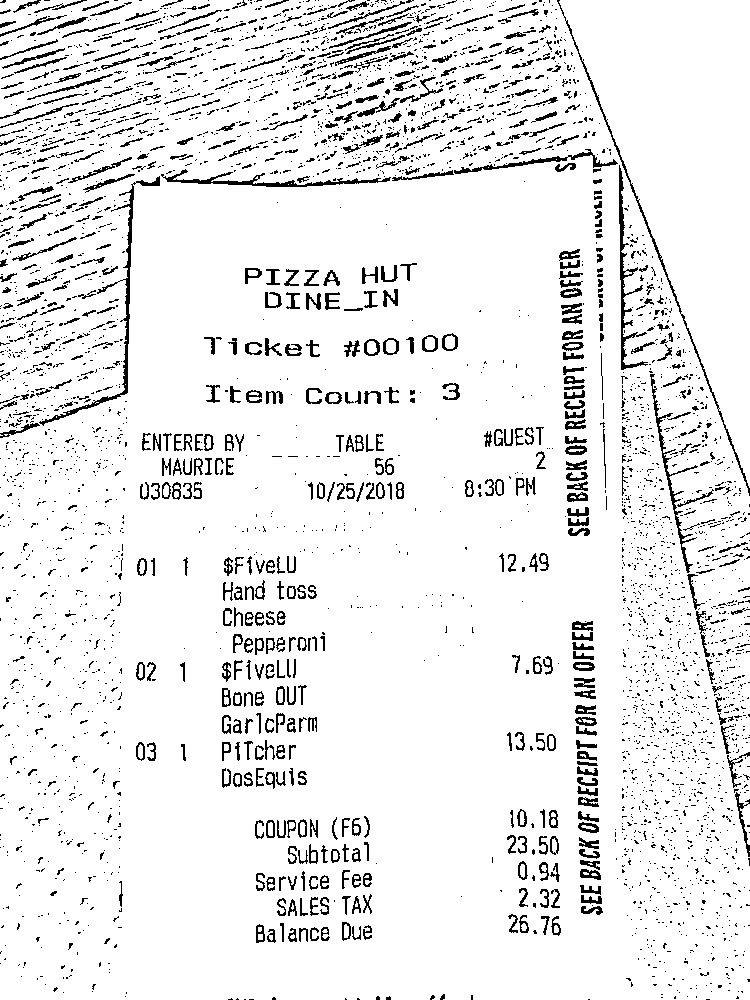 PIZZA HUT
DINE_IN
Ticket #00100
Item Count: 3
ENTERED BY TABLE #GUEST
MAURICE 56 2
030835 10/25/2018 8:30 PM
01 1 $FiveLU 12.49
Hand toss
Cheese
Pepperoni
02 1 $FiveLU 7.69
Bone OUT
GarlcParm
03 1 PiTcher 13.50
DosEquis
COUPON (F6) 10.18
Subtotal 23.50
Service Fee 0.94
SALES TAX 2.32
Balance Due 26.76
SEE BACK OF RECEIPT FOR AN OFFER
SEE BACK OF RECEIPT FOR AN OFFER